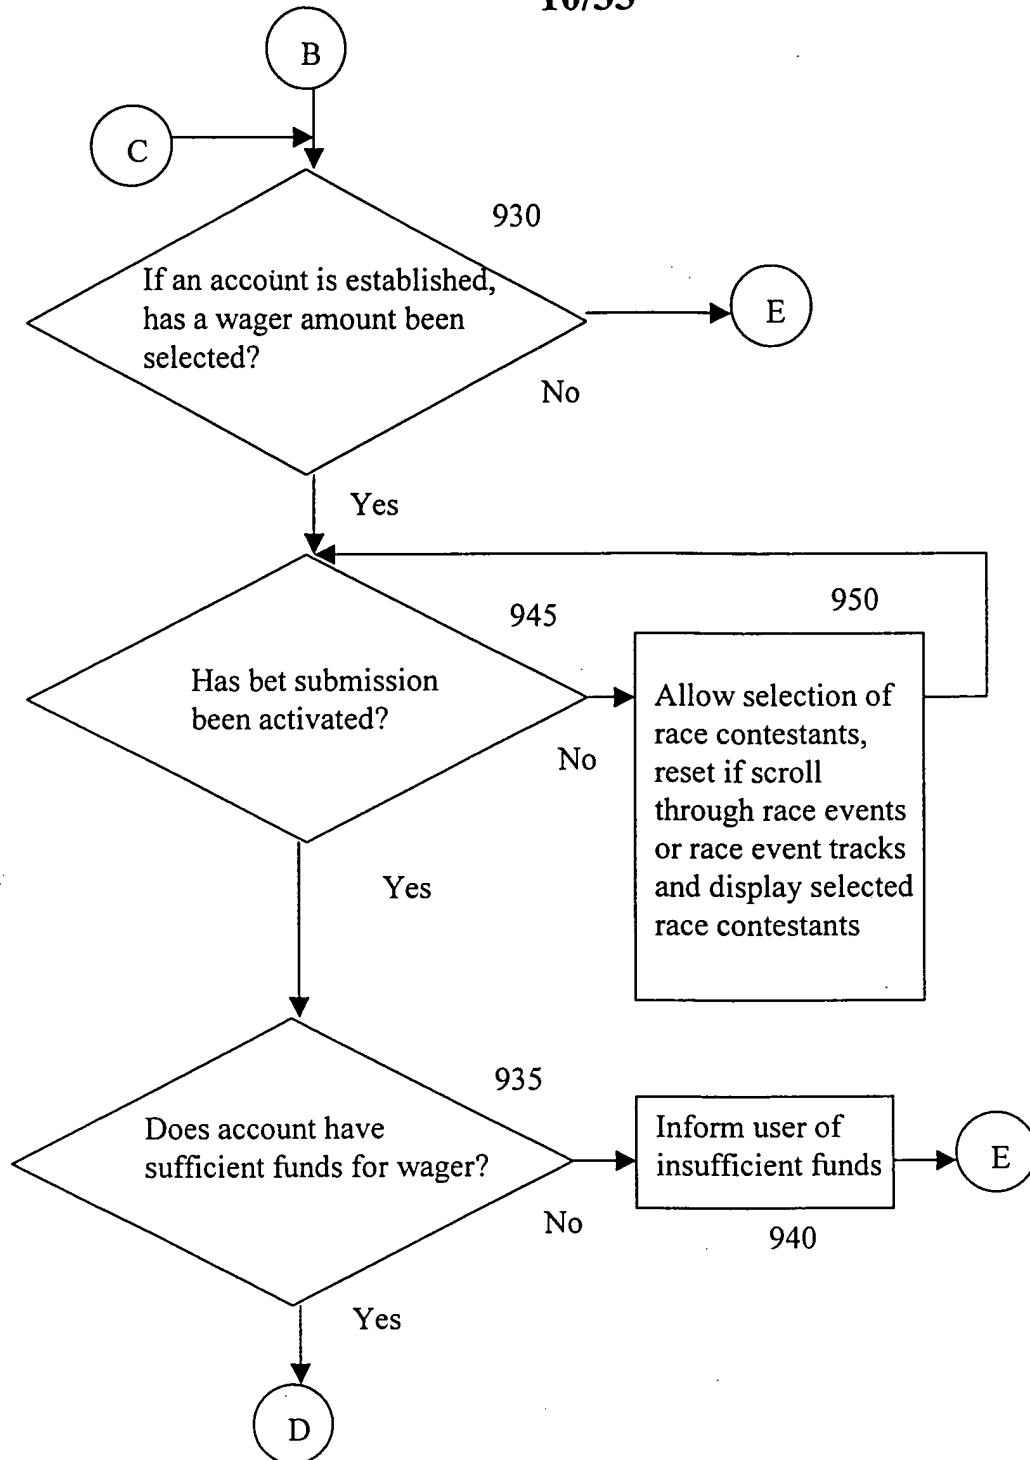 B
C
930
If an account is established,
has a wager amount been
selected?
E
No
Yes
945
950
Has bet submission
been activated?
No
Allow selection of
race contestants,
reset if scroll
through race events
or race event tracks
and display selected
race contestants
Yes
935
Does account have
sufficient funds for wager?
Inform user of
insufficient funds
E
No
940
Yes
D